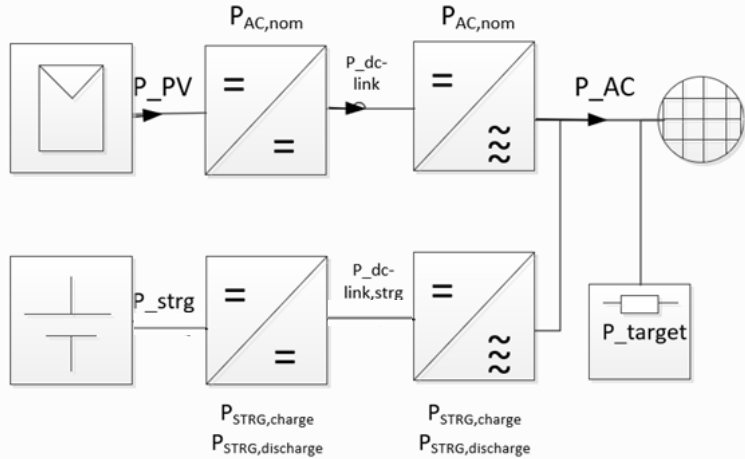 P_AC,nom
P_AC,nom
P_PV
P_dc-
link
P_AC
P_strg
P_dc-
link,strg
P_target
P_STRG,charge
P_STRG,discharge
P_STRG,charge
P_STRG,discharge